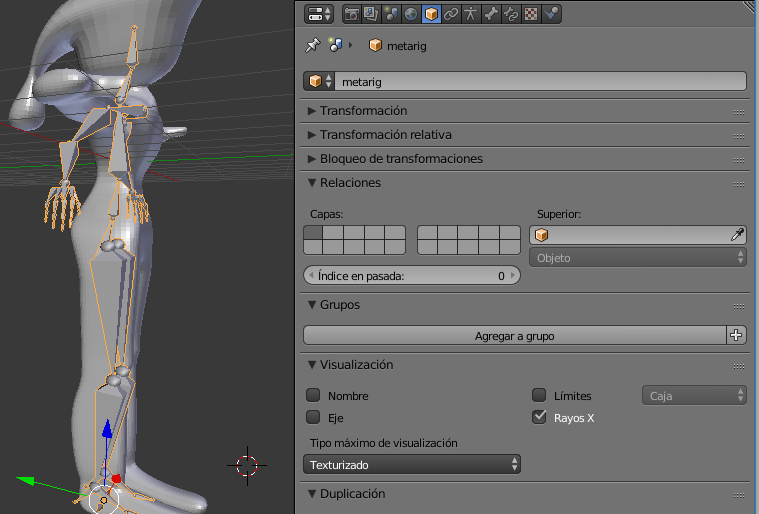 metarig
metarig
Transformación
Transformación relativa
Bloqueo de transformaciones
Relaciones
Capas:
Superior:
Objeto
Índice en pasada: 0
Grupos
Agregar a grupo
Visualización
Nombre
Límites
Caja
Eje
Rayos X
Tipo máximo de visualización
Texturizado
Duplicación